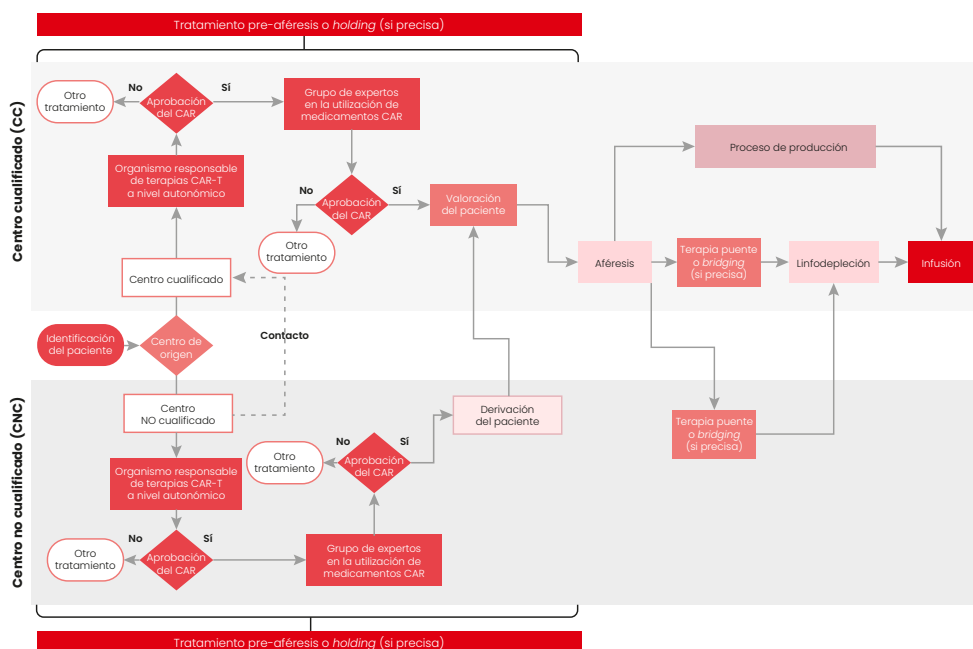 Tratamiento pre-aféresis o holding (si precisa)
Centro cualificado (CC)
Otro
tratamiento
No
Aprobación
del CAR
Sí
Grupo de expertos
en la utilización de
medicamentos CAR
Organismo responsable
de terapias CAR-T
a nivel autonómico
No
Aprobación
del CAR
Sí
Valoración
del paciente
Otro
tratamiento
Centro cualificado
Proceso de producción
Aféresis
Terapia puente
o bridging
(si precisa)
Linfodepleción
Infusión
Contacto
Identificación
del paciente
Centro de
origen
Centro no cualificado (CNC)
Centro
NO cualificado
Derivación
del paciente
Terapia puente
o bridging
(si precisa)
Organismo responsable
de terapias CAR-T
a nivel autonómico
Otro
tratamiento
No
Aprobación
del CAR
Sí
Otro
tratamiento
No
Aprobación
del CAR
Sí
Grupo de expertos
en la utilización de
medicamentos CAR
Tratamiento pre-aféresis o holding (si precisa)